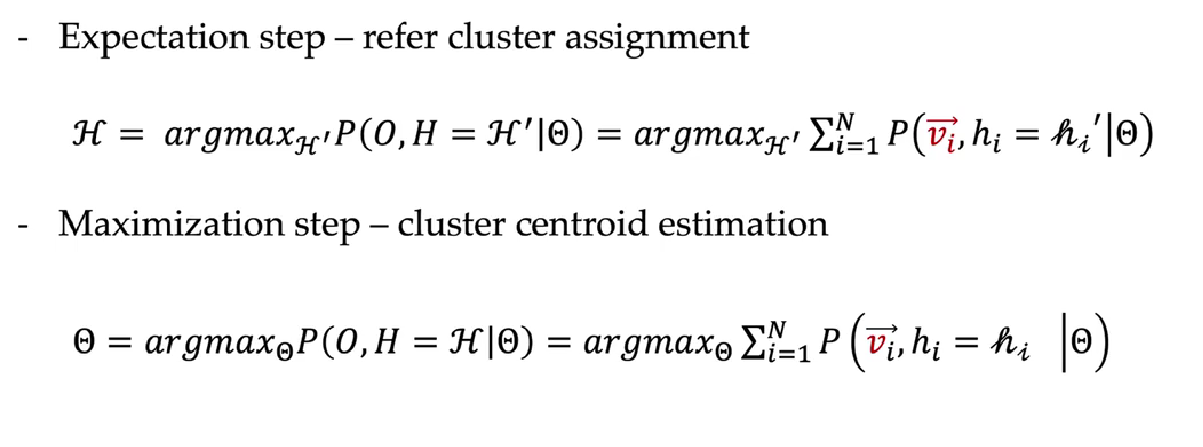 - Expectation step – refer cluster assignment
ℋ = argmax_ℋ′ P(O, H = ℋ′|Θ) = argmax_ℋ′ ∑_{i=1}^{N} P(v⃗_i, h_i = 𝒽_i′|Θ)
- Maximization step – cluster centroid estimation
Θ = argmax_Θ P(O, H = ℋ|Θ) = argmax_Θ ∑_{i=1}^{N} P(v⃗_i, h_i = 𝒽_i |Θ)